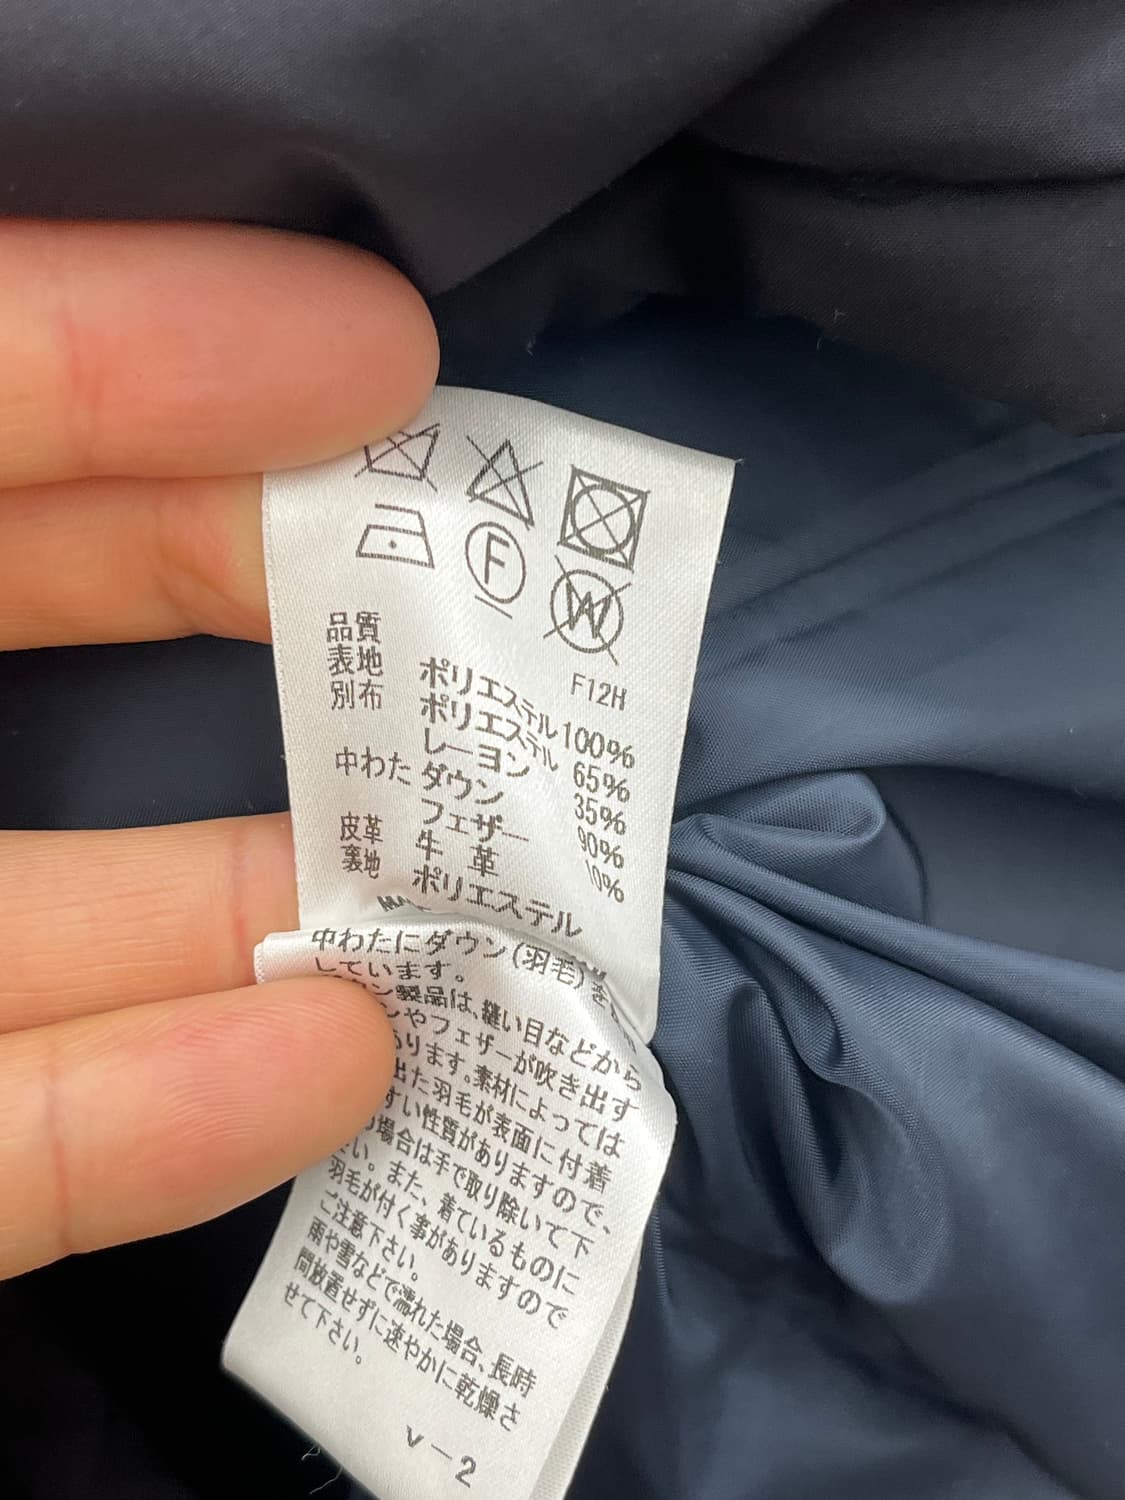 F
W
F12H
品質
表地 ポリエステル100%
別布 ポリエステル 65%
レーヨン 35%
中わた ダウン 90%
フェザー 10%
皮革 牛 革
裏地 ポリエステル
中わたにダウン(羽毛)
しています。
製品は、縫い目などから
やフェザーが吹き出す
あります。素材によっては
出た羽毛が表面に付着
すい性質がありますので、
場合は手で取り除いて下
い。また、着ているものに
羽毛が付く事がありますので
ご注意下さい。
雨や雪などで濡れた場合、長時
間放置せずに速やかに乾燥さ
せて下さい。
V-2